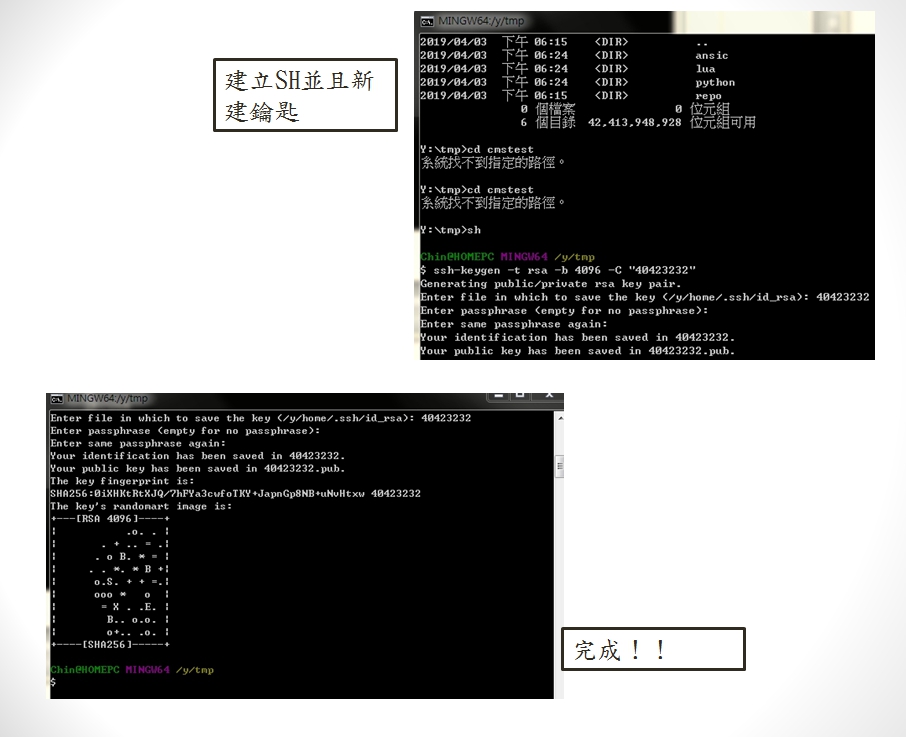 建立SH並且新
建鑰匙
MINGW64:/y/tmp
2019/04/03 下午 06:15 <DIR> ..
2019/04/03 下午 06:24 <DIR> ansic
2019/04/03 下午 06:24 <DIR> lua
2019/04/03 下午 06:24 <DIR> python
2019/04/03 下午 06:15 <DIR> repo
0 個檔案 0 位元組
6 個目錄 42,413,948,928 位元組可用
Y:\tmp>cd cmstest
系統找不到指定的路徑。
Y:\tmp>cd cmstest
系統找不到指定的路徑。
Y:\tmp>sh
Chin@HOMEPC MINGW64 /y/tmp
$ ssh-keygen -t rsa -b 4096 -C "40423232"
Generating public/private rsa key pair.
Enter file in which to save the key (/y/home/.ssh/id_rsa): 40423232
Enter passphrase (empty for no passphrase):
Enter same passphrase again:
Your identification has been saved in 40423232.
Your public key has been saved in 40423232.pub.
MINGW64:/y/tmp
Enter file in which to save the key (/y/home/.ssh/id_rsa): 40423232
Enter passphrase (empty for no passphrase):
Enter same passphrase again:
Your identification has been saved in 40423232.
Your public key has been saved in 40423232.pub.
The key fingerprint is:
SHA256:0iXHKtRtXJQ/7hFYa3cwfoTKY+JapnGp8NB+uNvHtxw 40423232
The key's randomart image is:
+---[RSA 4096]----+
|          .o. . |
|       . + .. = .|
|      . o B. * = |
|     . . *. * B +|
|      o.S. + + =.|
|      ooo *   o  |
|       = X . .E. |
|        B.. o.o. |
|        o+.. .o. |
+----[SHA256]-----+
Chin@HOMEPC MINGW64 /y/tmp
$
完成！！